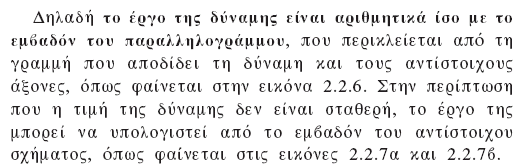 Δηλαδή το έργο της δύναμης είναι αριθμητικά ίσο με το
εμβαδόν του παραλληλογράμμου, που περικλείεται από τη
γραμμή που αποδίδει τη δύναμη και τους αντίστοιχους
άξονες, όπως φαίνεται στην εικόνα 2.2.6. Στην περίπτωση
που η τιμή της δύναμης δεν είναι σταθερή, το έργο της
μπορεί να υπολογιστεί από το εμβαδόν του αντίστοιχου
σχήματος, όπως φαίνεται στις εικόνες 2.2.7α και 2.2.7β.